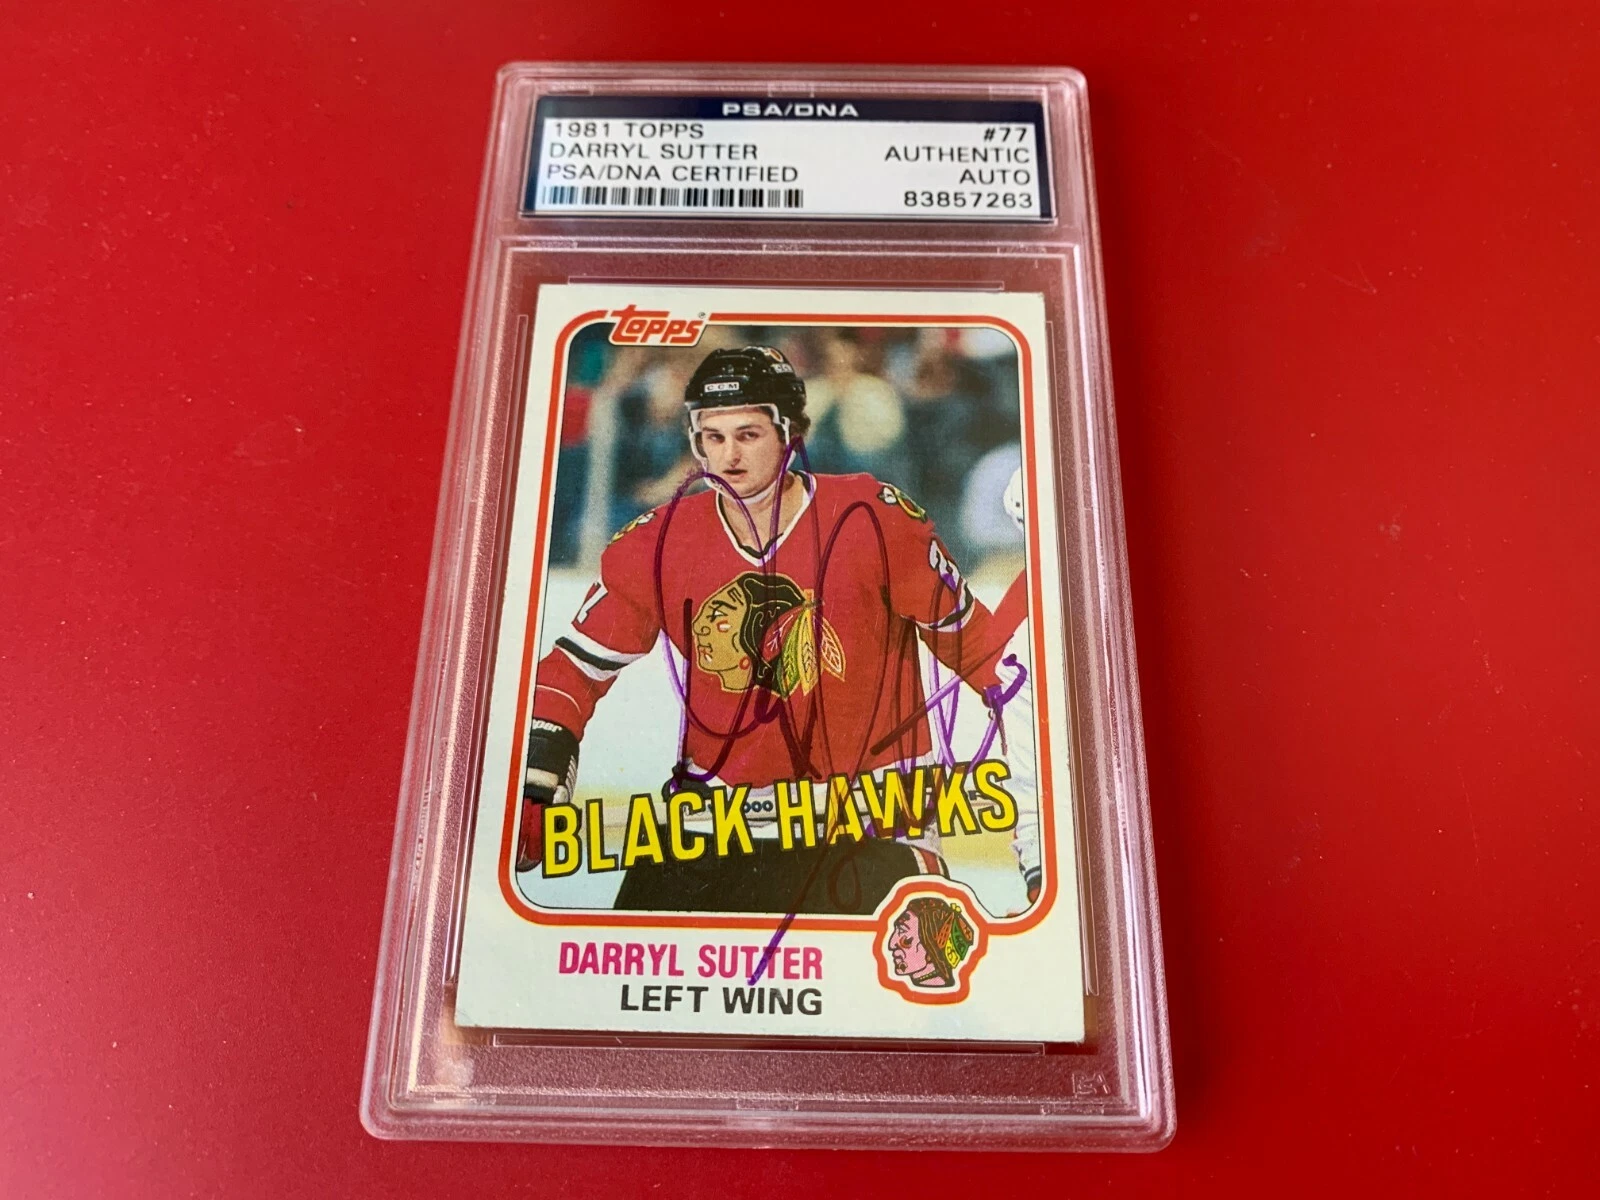 PSA/DNA
1981 TOPPS #77
DARRYL SUTTER AUTHENTIC
PSA/DNA CERTIFIED AUTO
83857263
Topps
CCM
BLACK HAWKS
DARRYL SUTTER
LEFT WING